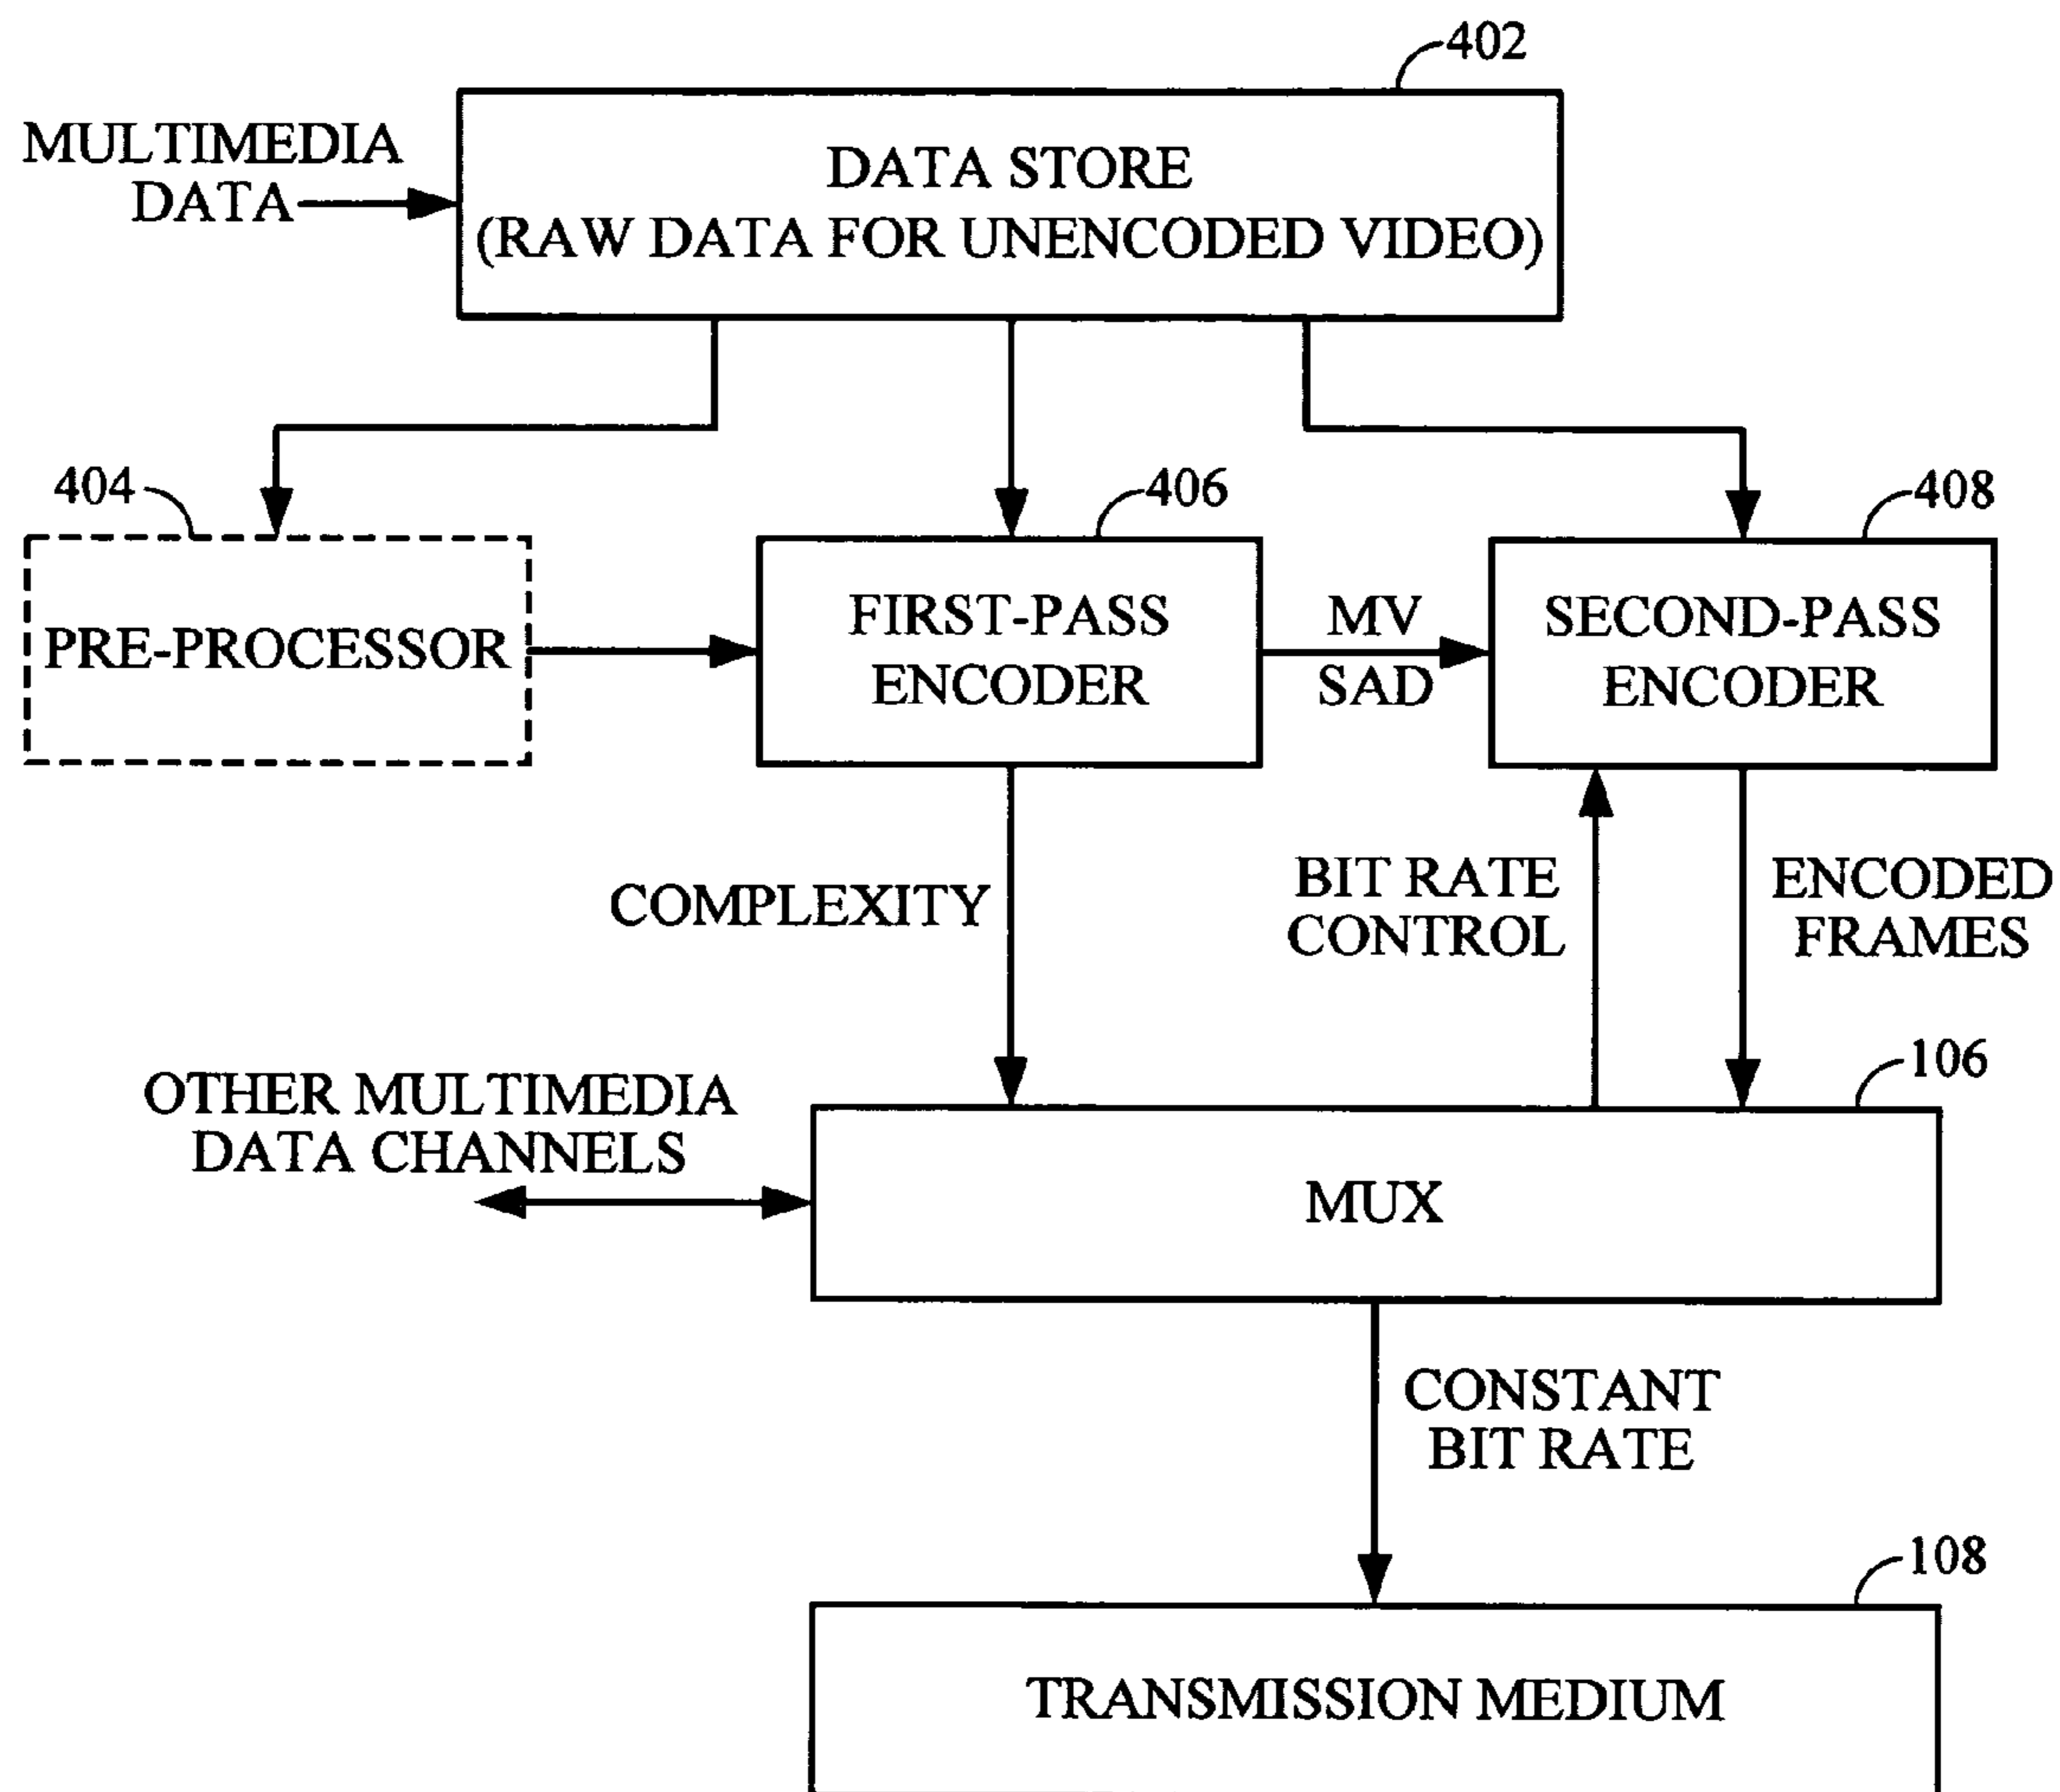 402
MULTIMEDIA
DATA
DATA STORE
(RAW DATA FOR UNENCODED VIDEO)
404
406
408
PRE-PROCESSOR
FIRST-PASS
ENCODER
MV
SAD
SECOND-PASS
ENCODER
COMPLEXITY
BIT RATE
CONTROL
ENCODED
FRAMES
106
OTHER MULTIMEDIA
DATA CHANNELS
MUX
CONSTANT
BIT RATE
108
TRANSMISSION MEDIUM